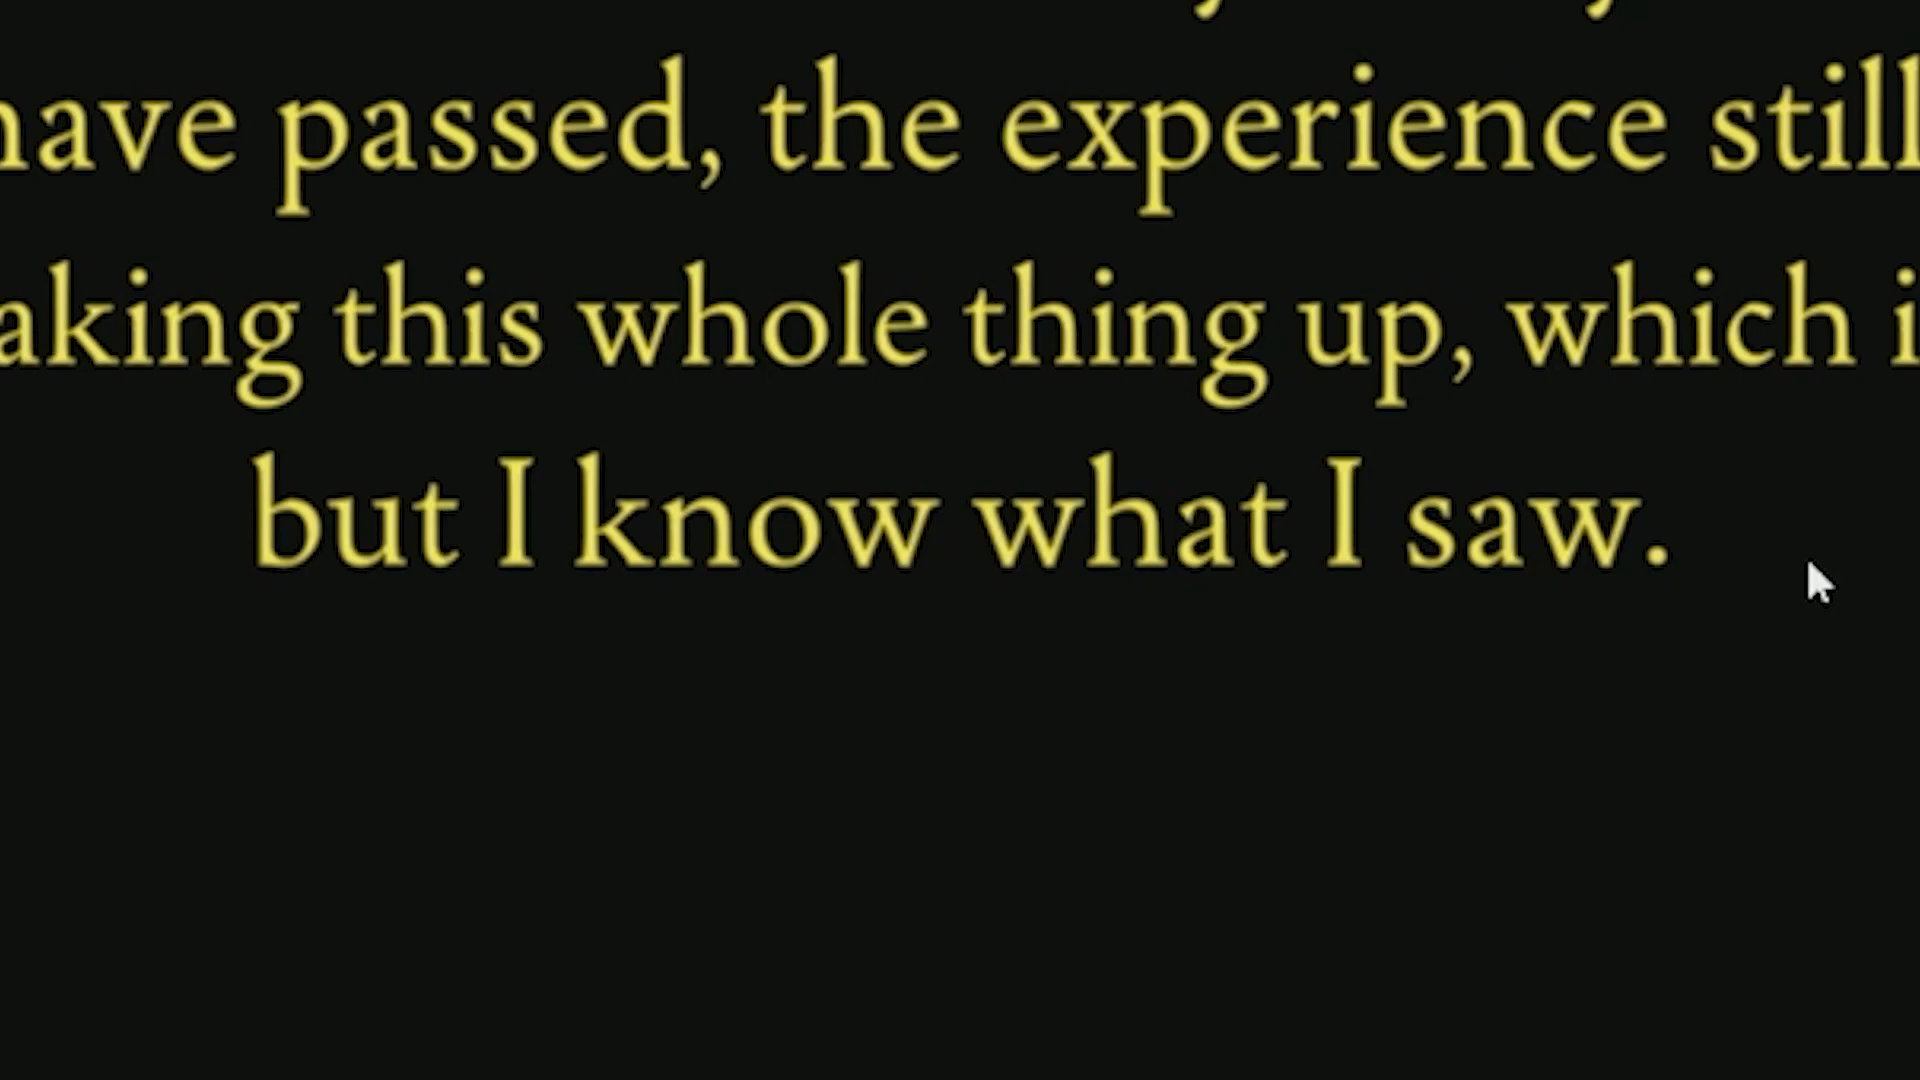 have passed, the experience still
aking this whole thing up, which i
but I know what I saw.